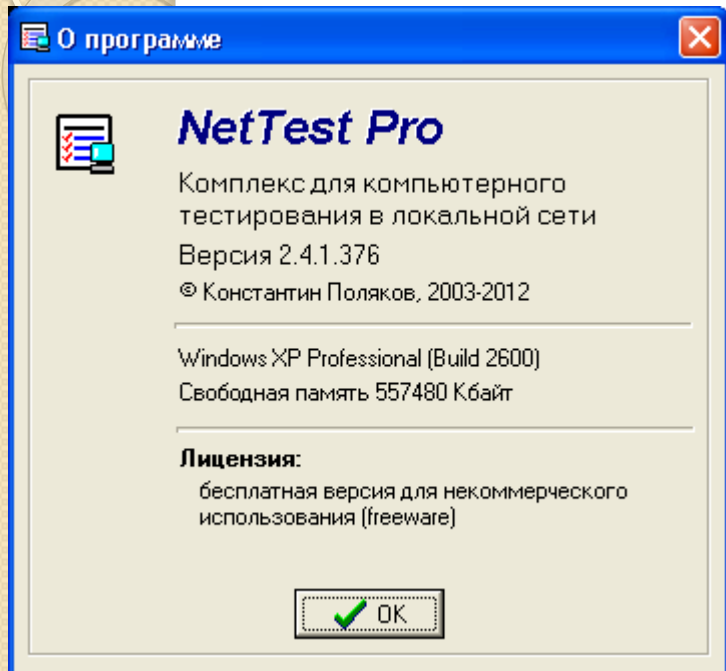 О программе
NetTest Pro
Комплекс для компьютерного
тестирования в локальной сети
Версия 2.4.1.376
© Константин Поляков, 2003-2012
Windows XP Professional (Build 2600)
Свободная память 557480 Кбайт
Лицензия:
бесплатная версия для некоммерческого
использования (freeware)
OK